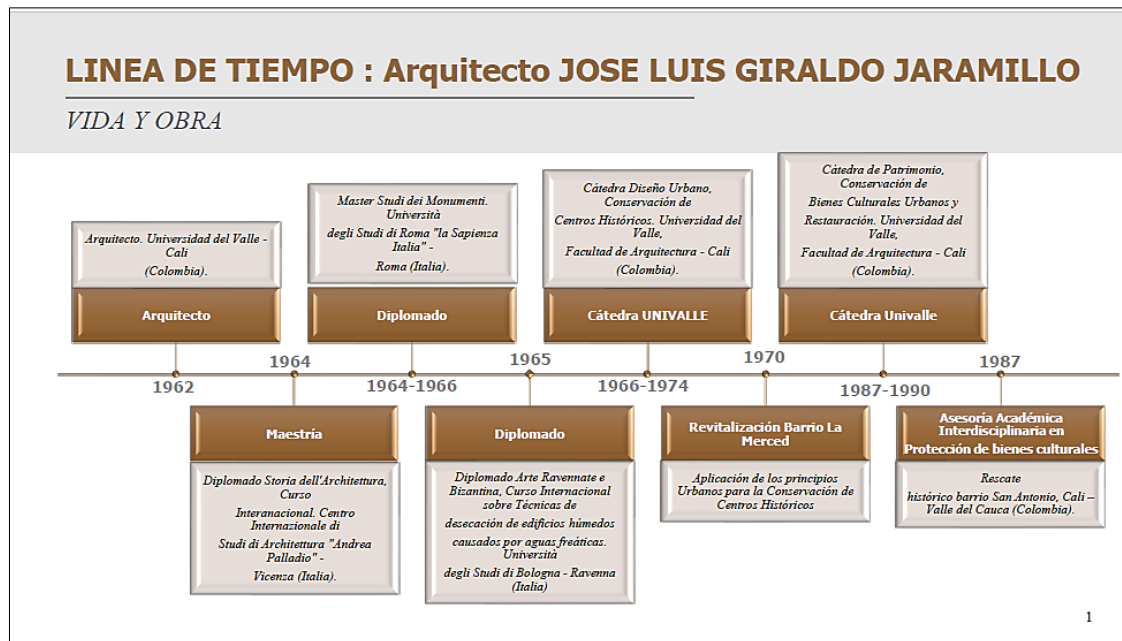 LINEA DE TIEMPO : Arquitecto JOSE LUIS GIRALDO JARAMILLO
VIDA Y OBRA
Arquitecto. Universidad del Valle -
Cali
(Colombia).
Arquitecto
1962
1964
Maestría
Diplomado Storia dell'Architettura,
Curso
Interanacional. Centro
Internazionale di
Studi di Architettura "Andrea
Palladio" -
Vicenza (Italia).
Master Studi dei Monumenti.
Università
degli Studi di Roma "la Sapienza
Italia" -
Roma (Italia).
Diplomado
1964-1966
1965
Diplomado
Diplomado Arte Ravennate e
Bizantina, Curso Internacional
sobre Técnicas de
desecación de edificios húmedos
causados por aguas freáticas.
Università
degli Studi di Bologna - Ravenna
(Italia)
Cátedra Diseño Urbano,
Conservación de
Centros Históricos. Universidad del
Valle,
Facultad de Arquitectura - Cali
(Colombia).
Cátedra UNIVALLE
1966-1974
1970
Revitalización Barrio La
Merced
Aplicación de los principios
Urbanos para la Conservación de
Centros Históricos
Cátedra de Patrimonio,
Conservación de
Bienes Culturales Urbanos y
Restauración. Universidad del
Valle,
Facultad de Arquitectura - Cali
(Colombia).
Cátedra Univalle
1987-1990
1987
Asesoría Académica
Interdisciplinaria en
Protección de bienes culturales
Rescate
histórico barrio San Antonio, Cali –
Valle del Cauca (Colombia).
1